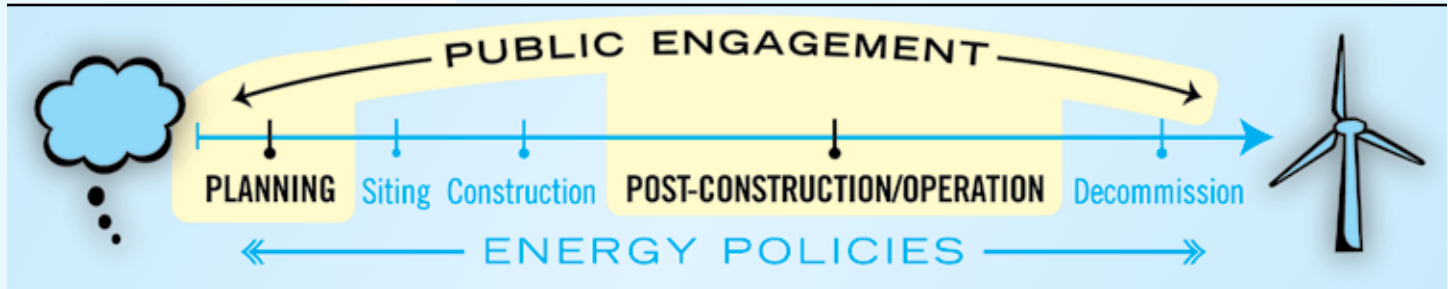 PUBLIC ENGAGEMENT
PLANNING Siting Construction POST-CONSTRUCTION/OPERATION Decommission
ENERGY POLICIES